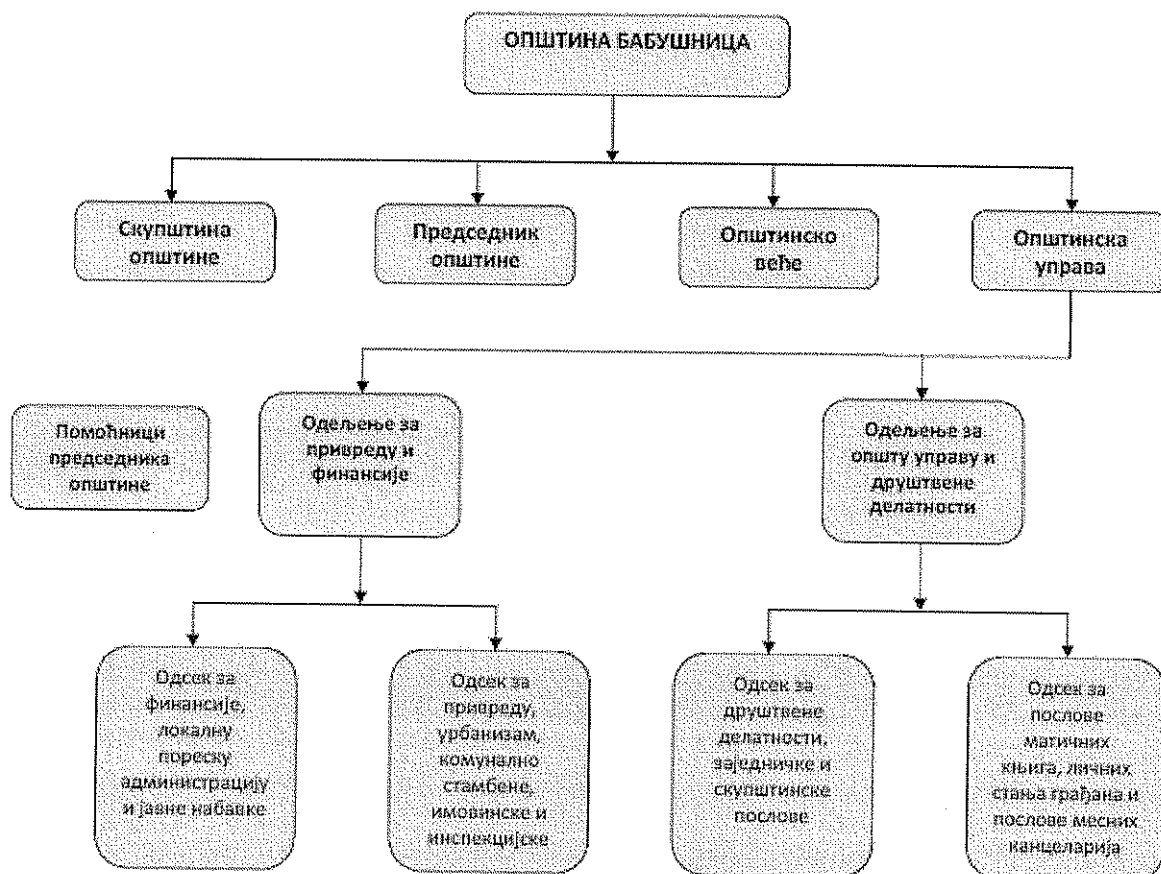 ОПШТИНА БАБУШНИЦА
Скупштина
општине
Председник
општине
Општинско
веће
Општинска
управа
Помоћници
председника
општине
Одељење за
привреду и
финансије
Одељење за
општу управу и
друштвене
делатности
Одсек за
финансије,
локалну
пореску
администрацију
и јавне набавке
Одсек за
привреду,
урбанизам,
комунално
стамбене,
имовинске и
инспекцијске
Одсек за
друштвене
делатности,
заједничке и
скупштинске
послове
Одсек за
послове
матичних
књига, личних
стања грађана и
послове месних
канцеларија